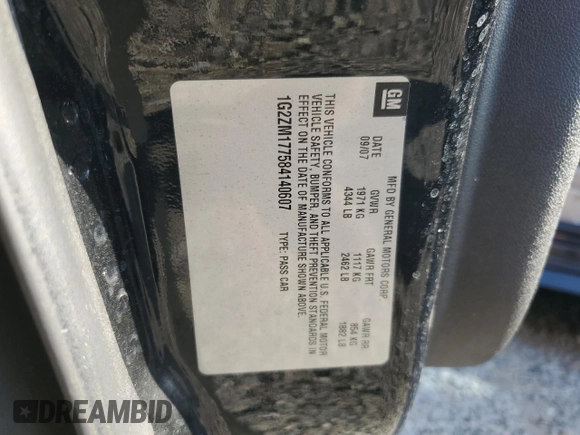 GM
MFD BY GENERAL MOTORS CORP
DATE GVWR GAWR FRT GAWR RR
09/07 1971 KG 1117 KG 854 KG
4344 LB 2462 LB 1882 LB
THIS VEHICLE CONFORMS TO ALL APPLICABLE U.S. FEDERAL MOTOR
VEHICLE SAFETY, BUMPER, AND THEFT PREVENTION STANDARDS IN
EFFECT ON THE DATE OF MANUFACTURE SHOWN ABOVE.
1G2ZM177584140607 TYPE: PASS CAR
DREAMBID